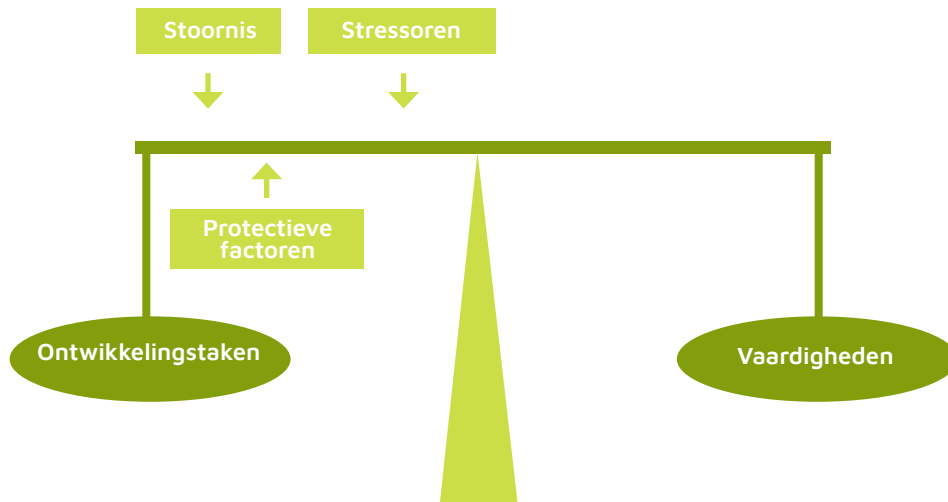 Stoornis
Stressoren
Protectieve
factoren
Ontwikkelingstaken
Vaardigheden